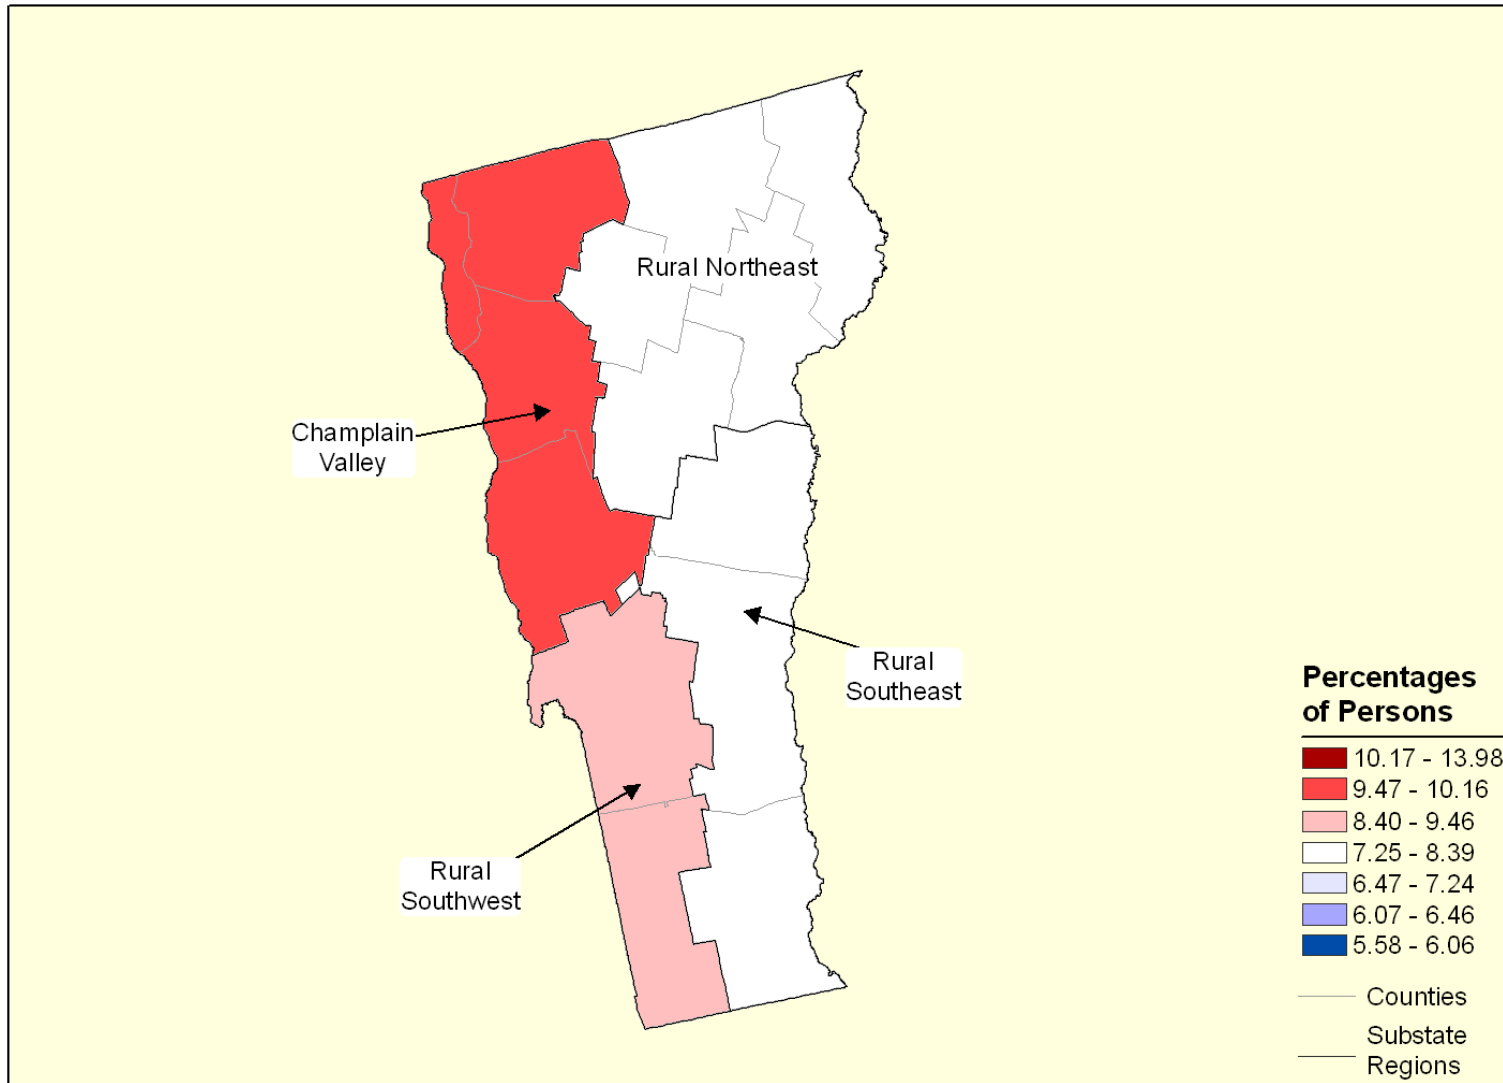 Rural Northeast
Champlain
Valley
Rural
Southeast
Rural
Southwest
Percentages
of Persons
10.17 - 13.98
9.47 - 10.16
8.40 - 9.46
7.25 - 8.39
6.47 - 7.24
6.07 - 6.46
5.58 - 6.06
Counties
Substate
Regions